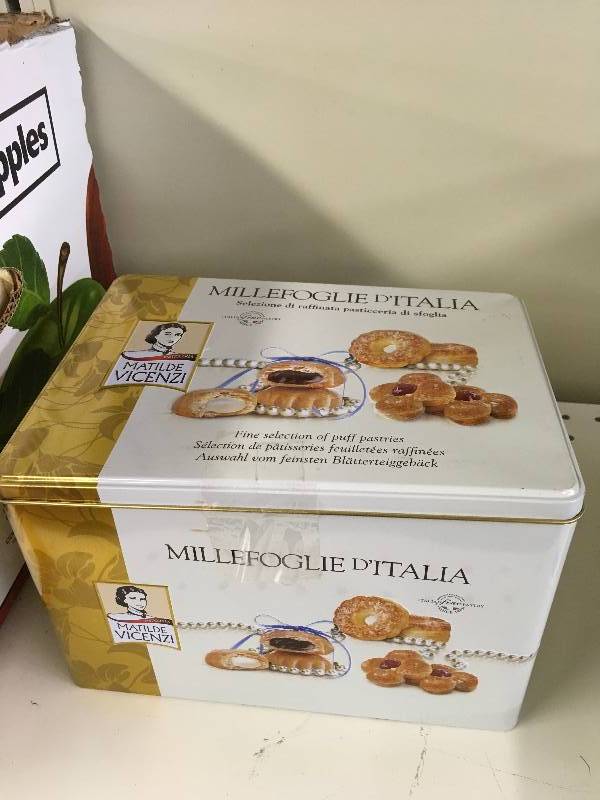 pples
MILLEFOGLIE D'ITALIA
Selezione di raffinata pasticceria di sfoglia
PASTICCERIA
MATILDE
VICENZI
Fine selection of puff pastries
Sélection de pâtisseries feuilletées raffinées
Auswahl vom feinsten Blätterteiggebäck
MILLEFOGLIE D'ITALIA
MATILDE
VICENZI